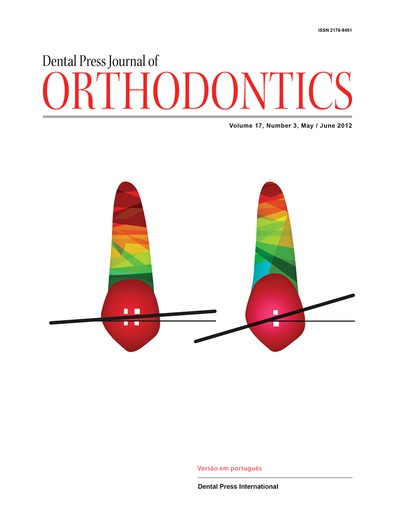 ISSN 2176-9451
Dental Press Journal of
ORTHODONTICS
Volume 17, Number 3, May / June 2012
Versão em português
Dental Press International